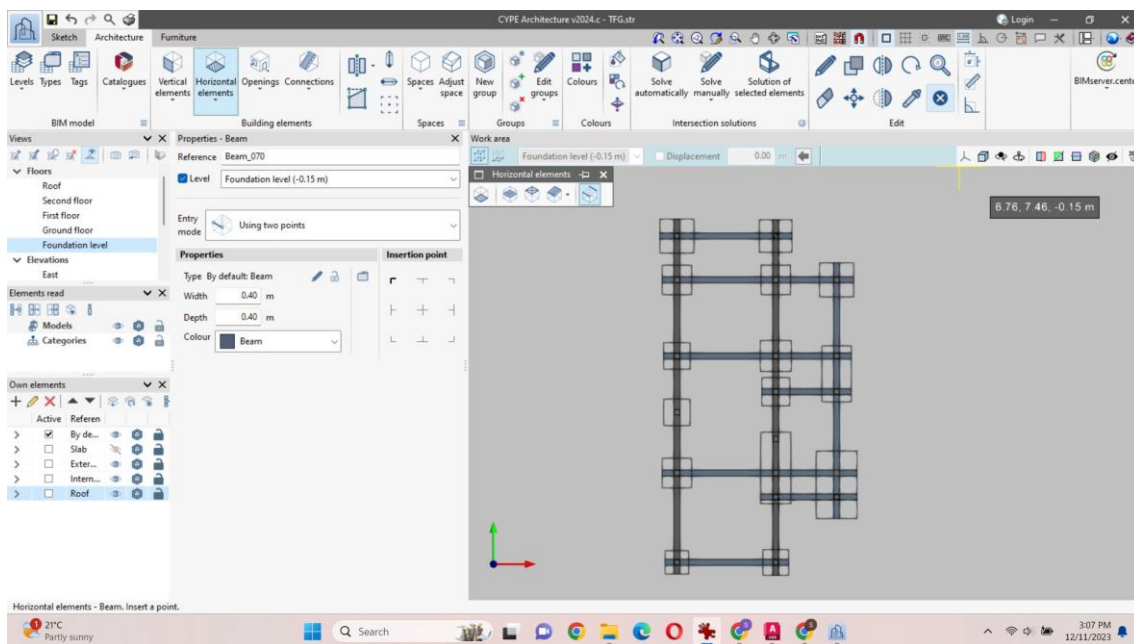 CYPE Architecture v2024.c - TFG.str
Login
Sketch Architecture Furniture
Levels Types Tags Catalogues Vertical elements Horizontal elements Openings Connections Spaces Adjust space New group Edit groups Colours Solve automatically Solve manually Solution of selected elements BIMserver.center
BIM model Building elements Spaces Groups Colours Intersection solutions Edit
Views
Floors
Roof
Second floor
First floor
Ground floor
Foundation level
Elevations
East
Elements read
Models
Categories
Own elements
Active Referen
By de...
Slab
Exter...
Intern...
Roof
Properties - Beam
Reference Beam_070
Level Foundation level (-0.15 m)
Entry mode Using two points
Properties Insertion point
Type By default: Beam
Width 0.40 m
Depth 0.40 m
Colour Beam
Work area
Foundation level (-0.15 m) Displacement 0.00 m
Horizontal elements
6.76, 7.46, -0.15 m
Horizontal elements - Beam. Insert a point.
21°C
Partly sunny
Search
3:07 PM
12/11/2023